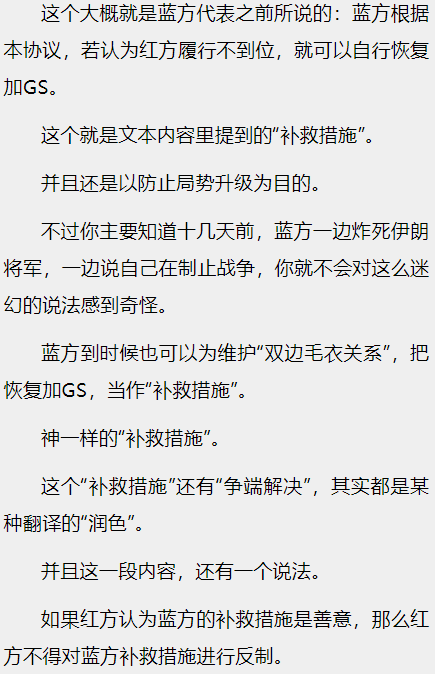 这个大概就是蓝方代表之前所说的：蓝方根据
本协议，若认为红方履行不到位，就可以自行恢复
加GS。
这个就是文本内容里提到的“补救措施”。
并且还是以防止局势升级为目的。
不过你主要知道十几天前，蓝方一边炸死伊朗
将军，一边说自己在制止战争，你就不会对这么迷
幻的说法感到奇怪。
蓝方到时候也可以为维护“双边毛衣关系”，把
恢复加GS，当作“补救措施”。
神一样的“补救措施”。
这个“补救措施”还有“争端解决”，其实都是某
种翻译的“润色”。
并且这一段内容，还有一个说法。
如果红方认为蓝方的补救措施是善意，那么红
方不得对蓝方补救措施进行反制。